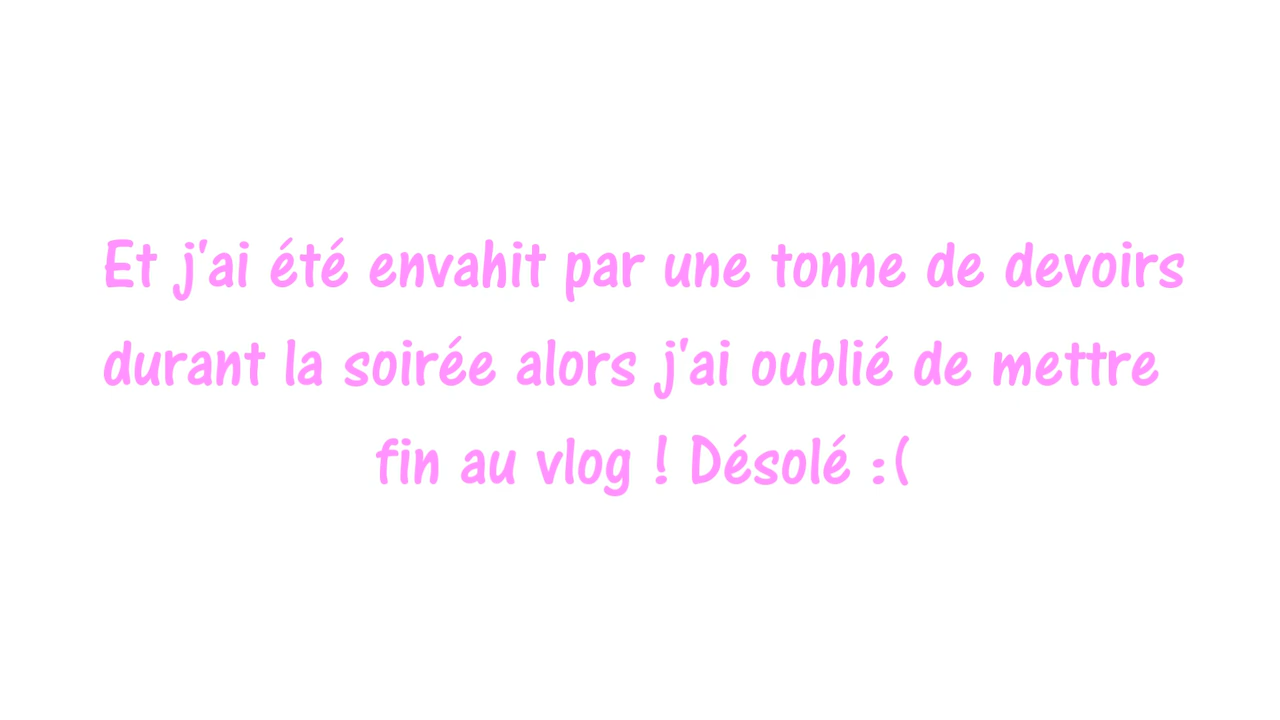 Et j'ai été envahit par une tonne de devoirs
durant la soirée alors j'ai oublié de mettre
fin au vlog ! Désolé :(